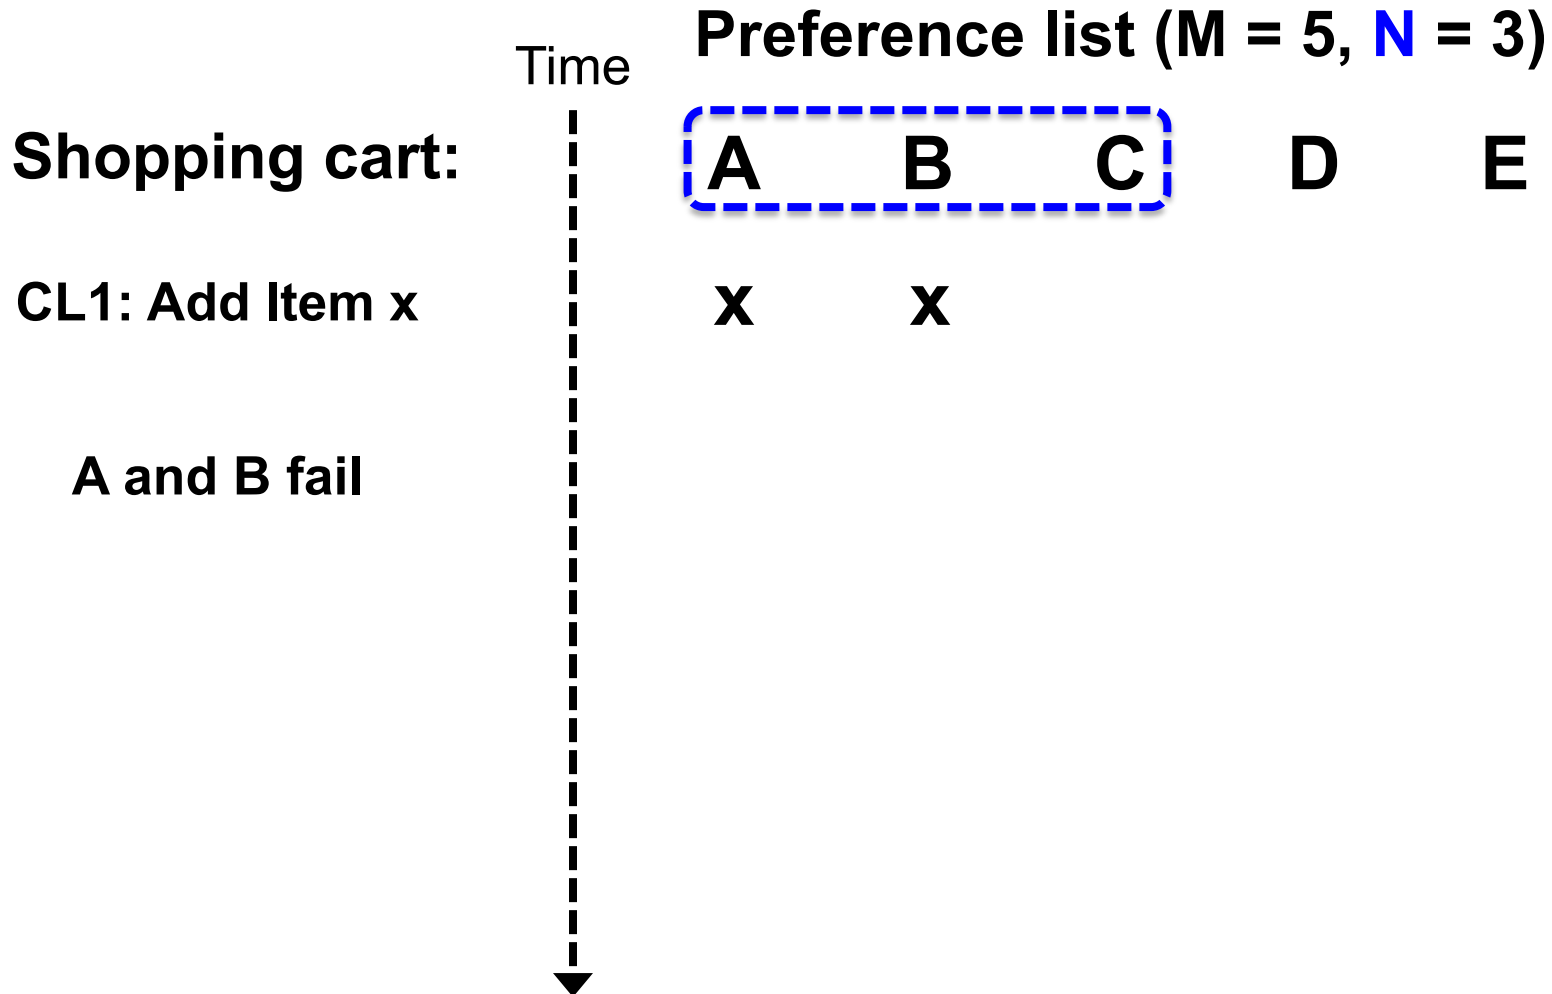 Time
Preference list (M = 5, N = 3)
Shopping cart: A B C D E
CL1: Add Item x x x
A and B fail